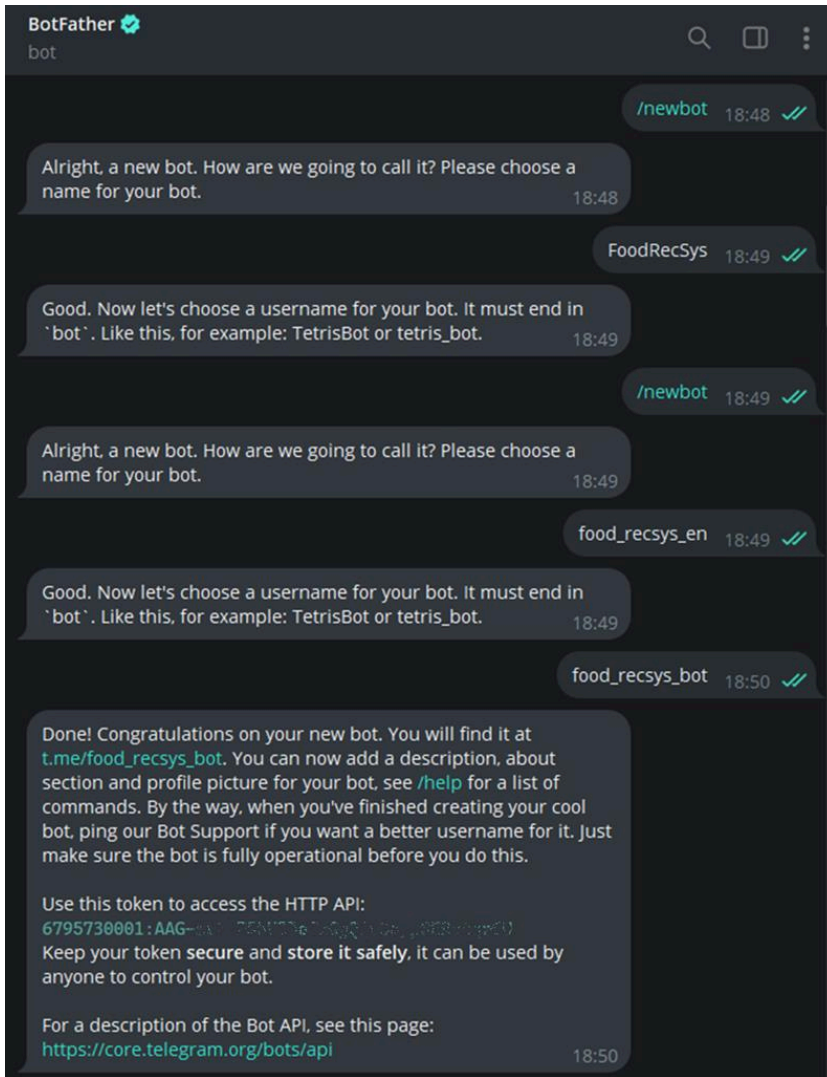 BotFather
bot
/newbot 18:48
Alright, a new bot. How are we going to call it? Please choose a
name for your bot.
18:48
FoodRecSys 18:49
Good. Now let's choose a username for your bot. It must end in
`bot`. Like this, for example: TetrisBot or tetris_bot.
18:49
/newbot 18:49
Alright, a new bot. How are we going to call it? Please choose a
name for your bot.
18:49
food_recsys_en 18:49
Good. Now let's choose a username for your bot. It must end in
`bot`. Like this, for example: TetrisBot or tetris_bot.
18:49
food_recsys_bot 18:50
Done! Congratulations on your new bot. You will find it at
t.me/food_recsys_bot. You can now add a description, about
section and profile picture for your bot, see /help for a list of
commands. By the way, when you've finished creating your cool
bot, ping our Bot Support if you want a better username for it. Just
make sure the bot is fully operational before you do this.
Use this token to access the HTTP API:
6795730001:AAG-
Keep your token secure and store it safely, it can be used by
anyone to control your bot.
For a description of the Bot API, see this page:
https://core.telegram.org/bots/api
18:50